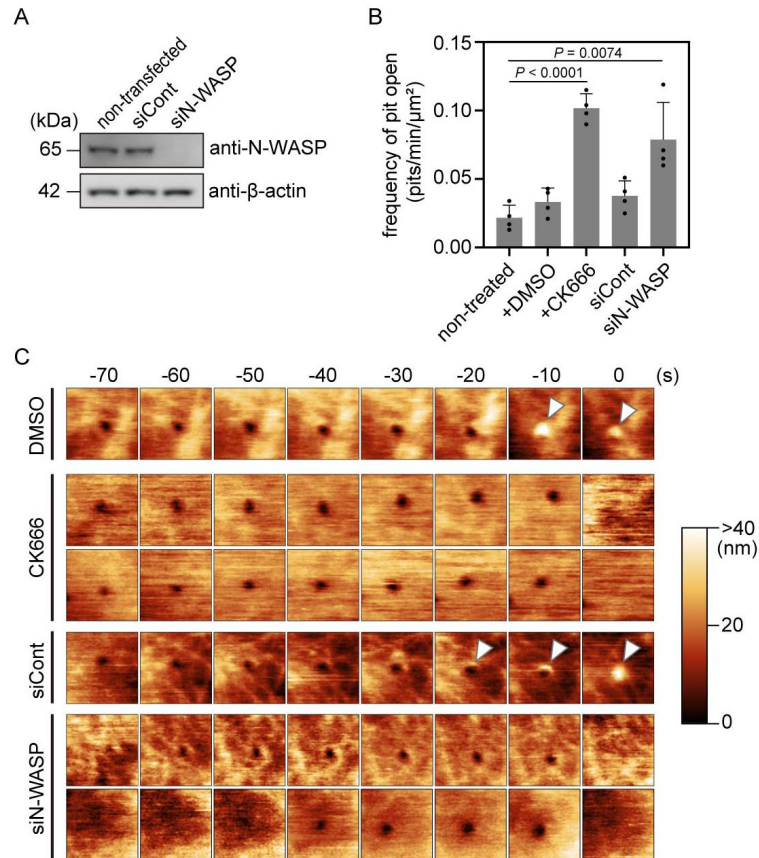 A
non-transfected
siCont
siN-WASP
(kDa)
65
anti-N-WASP
42
anti-β-actin
B
frequency of pit open
(pits/min/μm²)
0.15
0.10
0.05
0.00
P = 0.0074
P < 0.0001
non-treated
+DMSO
+CK666
siCont
siN-WASP
C
-70 -60 -50 -40 -30 -20 -10 0 (s)
DMSO
CK666
siCont
siN-WASP
>40
(nm)
20
0